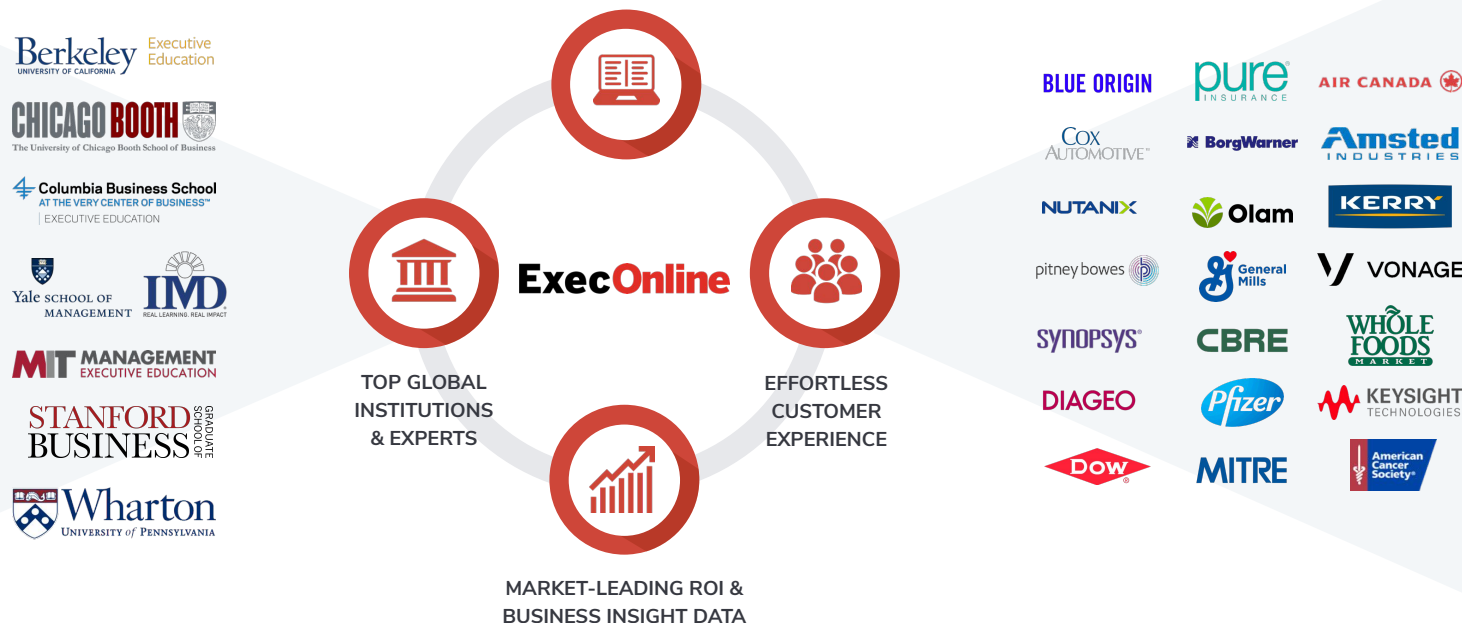 Berkeley
UNIVERSITY OF CALIFORNIA
Executive
Education
CHICAGO BOOTH
The University of Chicago Booth School of Business
Columbia Business School
AT THE VERY CENTER OF BUSINESS™
EXECUTIVE EDUCATION
Yale SCHOOL OF
MANAGEMENT
IMD
REAL LEARNING. REAL IMPACT
MIT MANAGEMENT
EXECUTIVE EDUCATION
STANFORD
BUSINESS
GRADUATE
SCHOOL OF
Wharton
UNIVERSITY of PENNSYLVANIA
ExecOnline
TOP GLOBAL
INSTITUTIONS
& EXPERTS
EFFORTLESS
CUSTOMER
EXPERIENCE
MARKET-LEADING ROI &
BUSINESS INSIGHT DATA
BLUE ORIGIN
pure®
INSURANCE
AIR CANADA
COX
AUTOMOTIVE™
BorgWarner
Amsted
INDUSTRIES
NUTANIX
Olam
KERRY
pitney bowes
General
Mills
VONAGE
SYNOPSYS®
CBRE
WHOLE
FOODS
MARKET
DIAGEO
Pfizer
KEYSIGHT
TECHNOLOGIES
DOW®
MITRE
American
Cancer
Society®